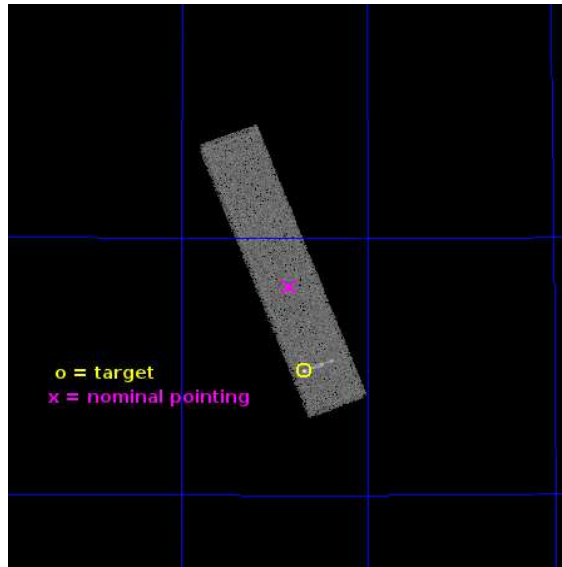 o = target
x = nominal pointing